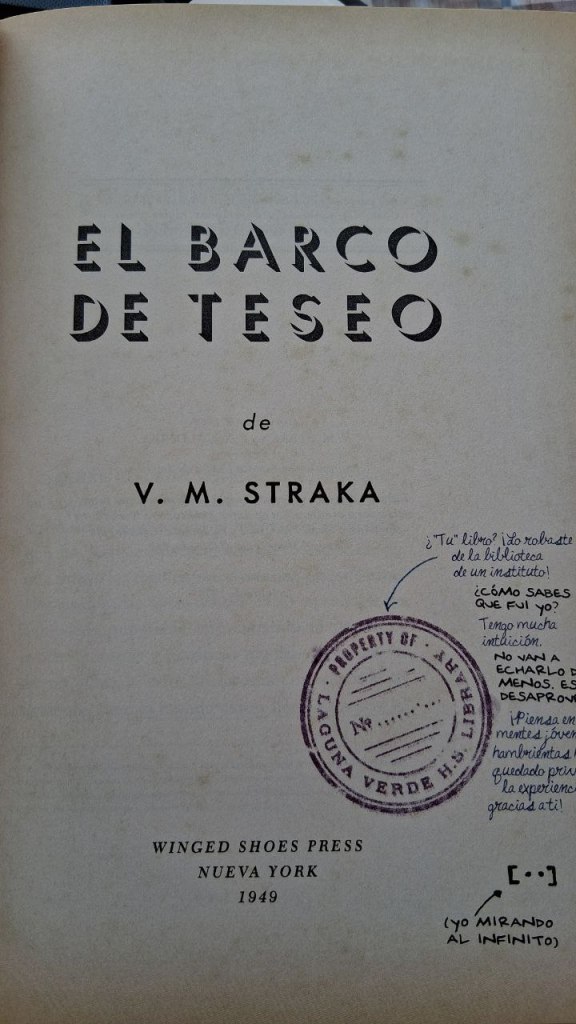 EL BARCO
DE TESEO
de
V. M. STRAKA
¿"Tu" libro? ¡Lo robaste
de la biblioteca
de un instituto!
¿CÓMO SABES
QUE FUI yo?
Tengo mucha
intuición.
NO VAN A
ECHARLO D
MENOS. ES
DESAPROVE
¡Piensa en
mentes jóven
hambrientas
quedado priv
la experienc
gracias a ti!
PROPERTY OF
LAGUNA VERDE H.S. LIBRARY
Nº.........
WINGED SHOES PRESS
NUEVA YORK
1949
[··]
(yo MIRANDO
AL INFINITO)